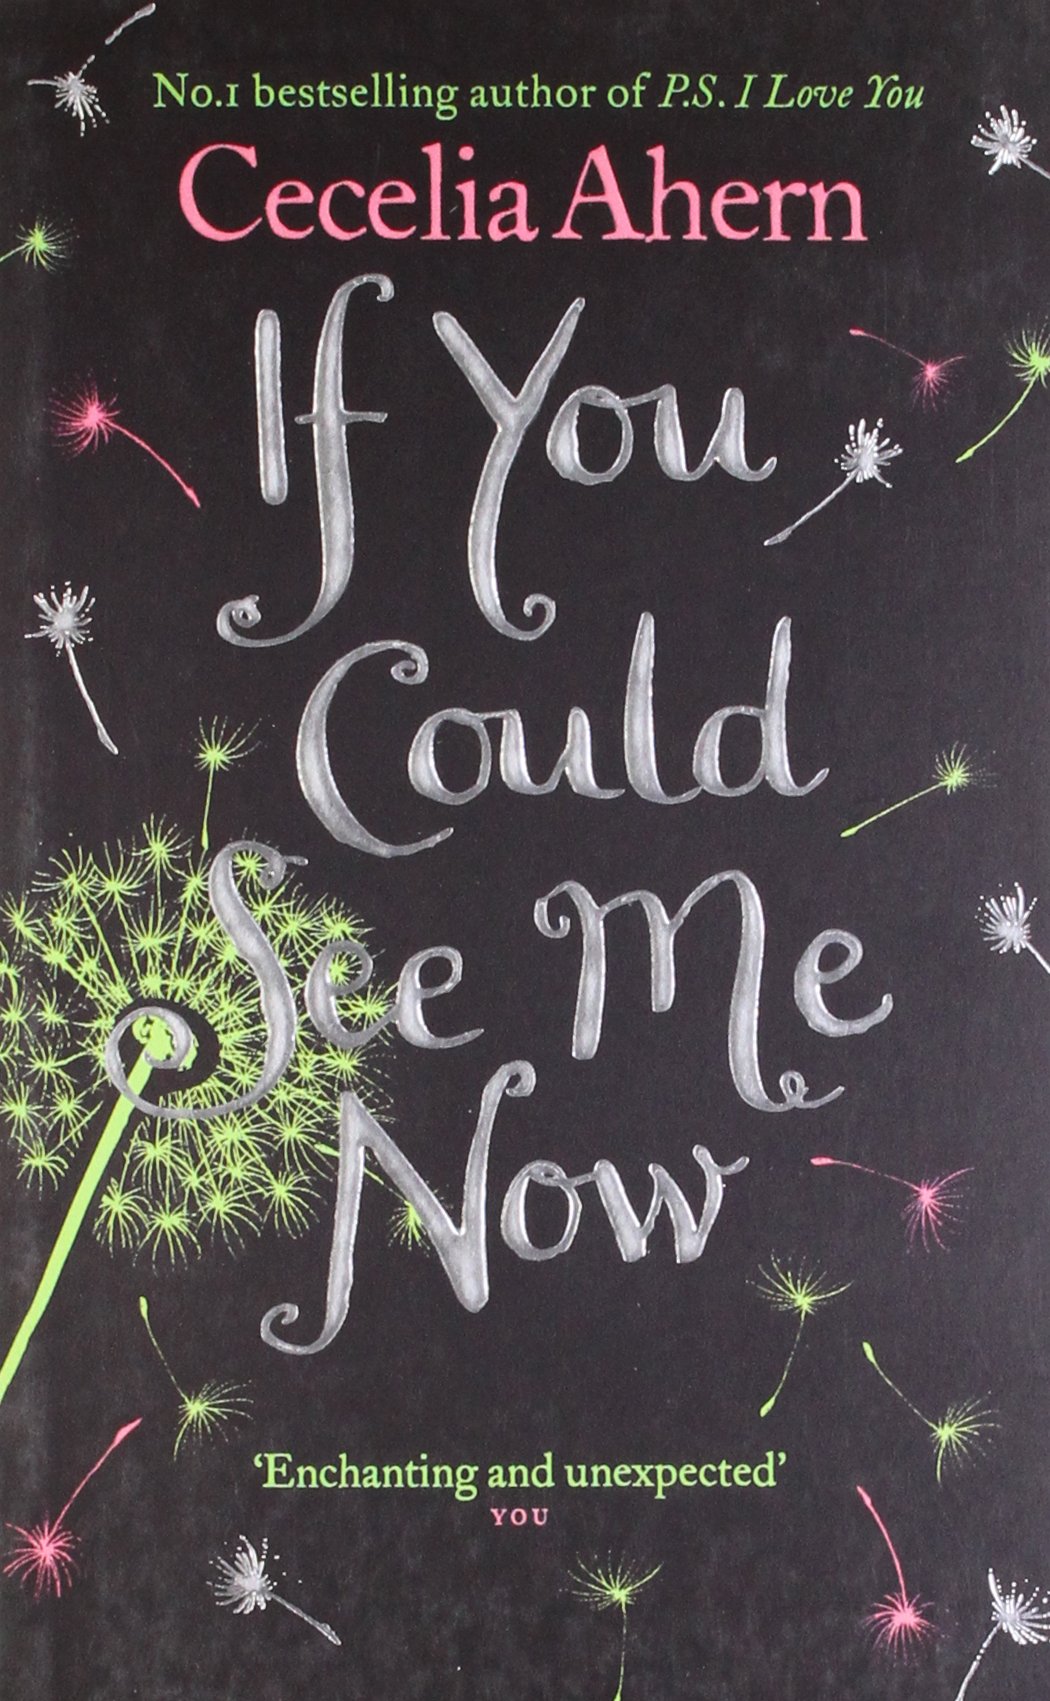 No.1 bestselling author of P.S. I Love You
Cecelia Ahern
If You
Could
See Me
Now
‘Enchanting and unexpected’
YOU